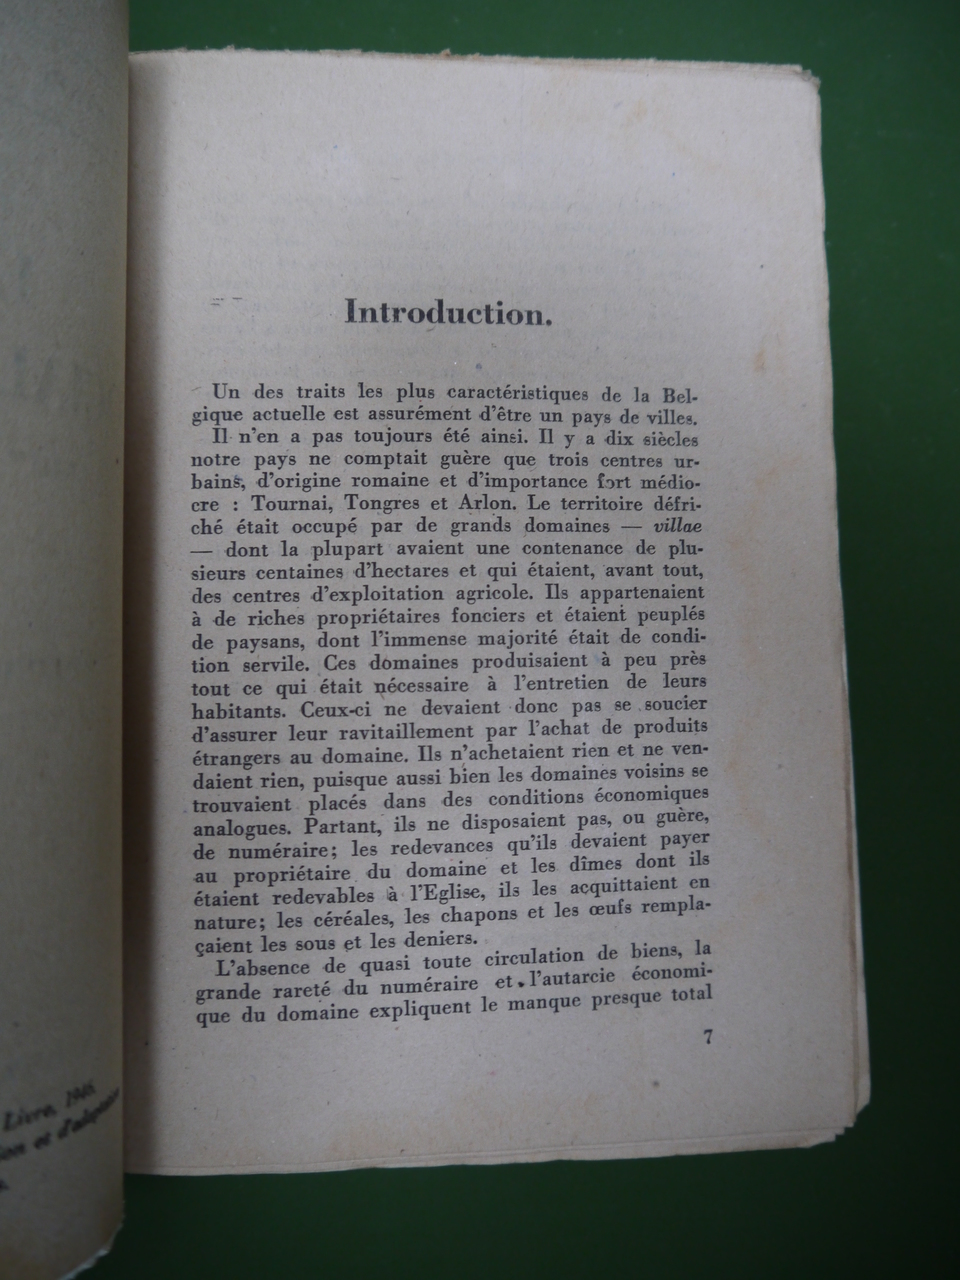 Introduction.
Un des traits les plus caractéristiques de la Bel-
gique actuelle est assurément d'être un pays de villes.
Il n'en a pas toujours été ainsi. Il y a dix siècles
notre pays ne comptait guère que trois centres ur-
bains, d'origine romaine et d'importance fort médio-
cre : Tournai, Tongres et Arlon. Le territoire défri-
ché était occupé par de grands domaines — villae
— dont la plupart avaient une contenance de plu-
sieurs centaines d'hectares et qui étaient, avant tout,
des centres d'exploitation agricole. Ils appartenaient
à de riches propriétaires fonciers et étaient peuplés
de paysans, dont l'immense majorité était de condi-
tion servile. Ces domaines produisaient à peu près
tout ce qui était nécessaire à l'entretien de leurs
habitants. Ceux-ci ne devaient donc pas se soucier
d'assurer leur ravitaillement par l'achat de produits
étrangers au domaine. Ils n'achetaient rien et ne ven-
daient rien, puisque aussi bien les domaines voisins se
trouvaient placés dans des conditions économiques
analogues. Partant, ils ne disposaient pas, ou guère,
de numéraire; les redevances qu'ils devaient payer
au propriétaire du domaine et les dîmes dont ils
étaient redevables à l'Eglise, ils les acquittaient en
nature; les céréales, les chapons et les œufs rempla-
çaient les sous et les deniers.
L'absence de quasi toute circulation de biens, la
grande rareté du numéraire et l'autarcie économi-
que du domaine expliquent le manque presque total
7
Livre, 1946.
et d'adaptation